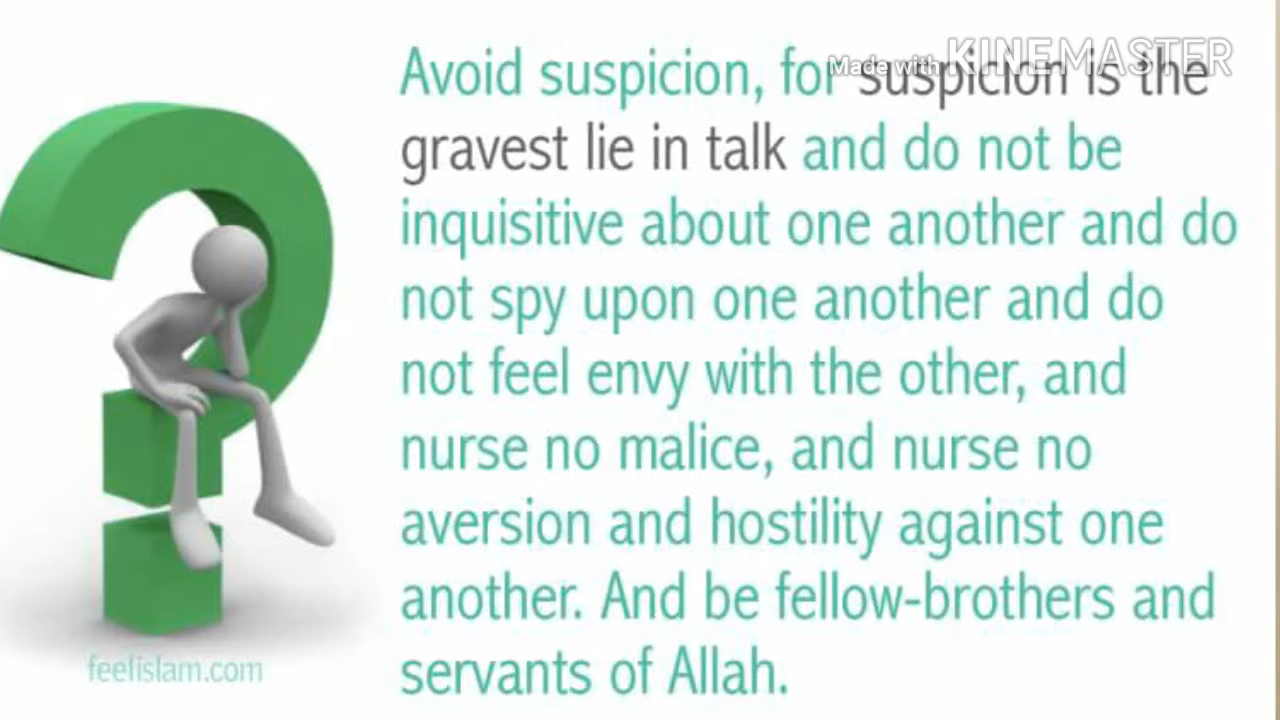 Made with KINEMASTER
Avoid suspicion, for suspicion is the
gravest lie in talk and do not be
inquisitive about one another and do
not spy upon one another and do
not feel envy with the other, and
nurse no malice, and nurse no
aversion and hostility against one
another. And be fellow-brothers and
servants of Allah.
feelislam.com